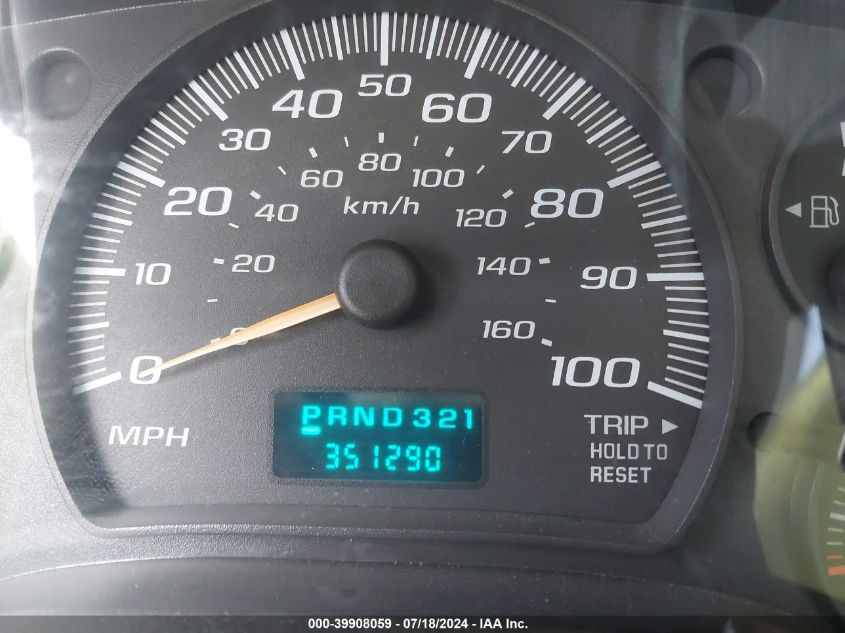 50
40 60
30 70
80
60 100
km/h
20 40 120 80
10 20 140 90
0 0 160 100
MPH
PRND321
TRIP ►
HOLD TO
RESET
351290
000-39908059 - 07/18/2024 - IAA Inc.